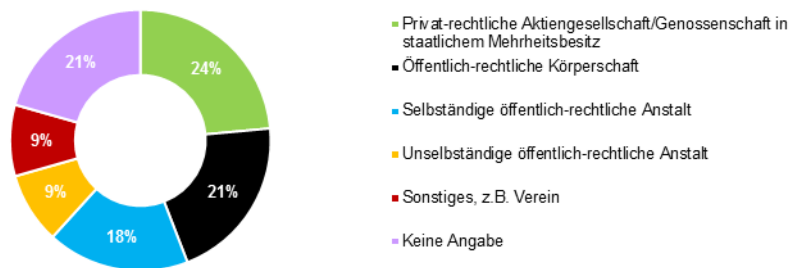 24%
21%
18%
9%
9%
21%
Privat-rechtliche Aktiengesellschaft/Genossenschaft in
staatlichem Mehrheitsbesitz
Öffentlich-rechtliche Körperschaft
Selbständige öffentlich-rechtliche Anstalt
Unselbständige öffentlich-rechtliche Anstalt
Sonstiges, z.B. Verein
Keine Angabe